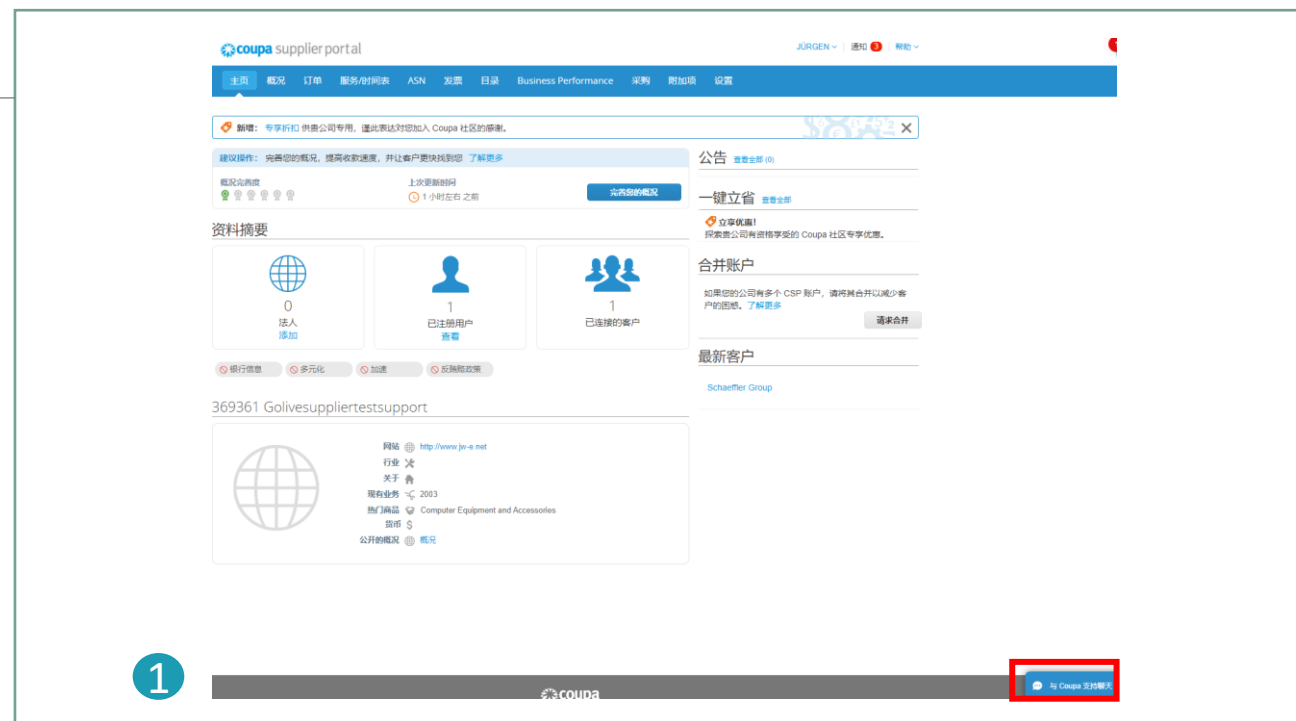 coupa supplier portal
JÜRGEN 通知 3 帮助
主页 概况 订单 服务/时间表 ASN 发票 目录 Business Performance 采购 附加项 设置
新增： 专享折扣 供贵公司专用，谨此表达对您加入 Coupa 社区的感谢。
建议操作： 完善您的概况，提高收款速度，并让客户更快找到您 了解更多
概况完善度
上次更新时间
1 小时左右 之前
完善您的概况
公告 查看全部 (0)
一键立省 查看全部
立享优惠!
探索贵公司有资格享受的 Coupa 社区专享优惠。
资料摘要
0
法人
添加
1
已注册用户
查看
1
已连接的客户
合并账户
如果您的公司有多个 CSP 账户，请将其合并以减少客
户的困惑。了解更多
请求合并
银行信息 多元化 加速 反贿赂政策
最新客户
Schaeffler Group
369361 Golivesuppliertestsupport
网站 http://www.jw-e.net
行业
关于
现有业务 2003
热门商品 Computer Equipment and Accessories
货币
公开的概况 概况
1
coupa
与 Coupa 支持聊天